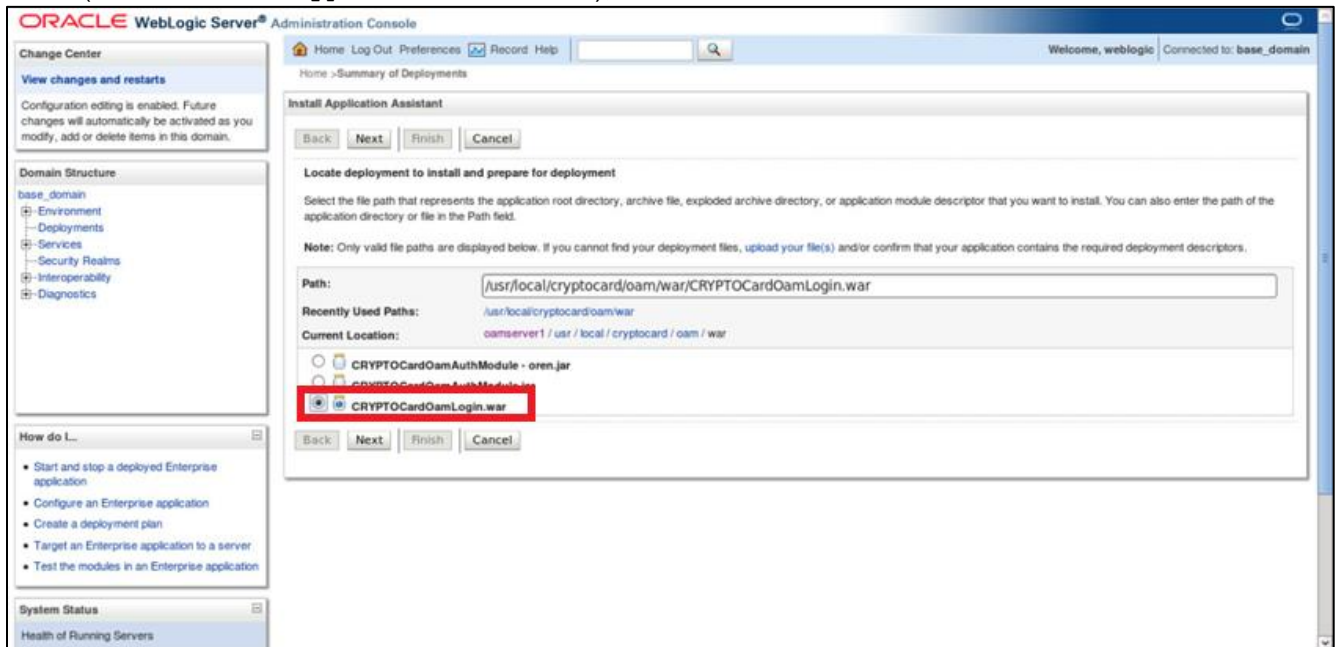 ORACLE WebLogic Server® Administration Console
Change Center
View changes and restarts
Configuration editing is enabled. Future
changes will automatically be activated as you
modify, add or delete items in this domain.
Domain Structure
base_domain
Environment
Deployments
Services
Security Realms
Interoperability
Diagnostics
How do I...
Start and stop a deployed Enterprise
application
Configure an Enterprise application
Create a deployment plan
Target an Enterprise application to a server
Test the modules in an Enterprise application
System Status
Health of Running Servers
Home Log Out Preferences Record Help
Welcome, weblogic Connected to: base_domain
Home >Summary of Deployments
Install Application Assistant
Back Next Finish Cancel
Locate deployment to install and prepare for deployment
Select the file path that represents the application root directory, archive file, exploded archive directory, or application module descriptor that you want to install. You can also enter the path of the
application directory or file in the Path field.
Note: Only valid file paths are displayed below. If you cannot find your deployment files, upload your file(s) and/or confirm that your application contains the required deployment descriptors.
Path: /usr/local/cryptocard/oam/war/CRYPTOCardOamLogin.war
Recently Used Paths: /usr/local/cryptocard/oam/war
Current Location: oamserver1 / usr / local / cryptocard / oam / war
CRYPTOCardOamAuthModule - oren.jar
CRYPTOCardOamAuthModule.jar
CRYPTOCardOamLogin.war
Back Next Finish Cancel